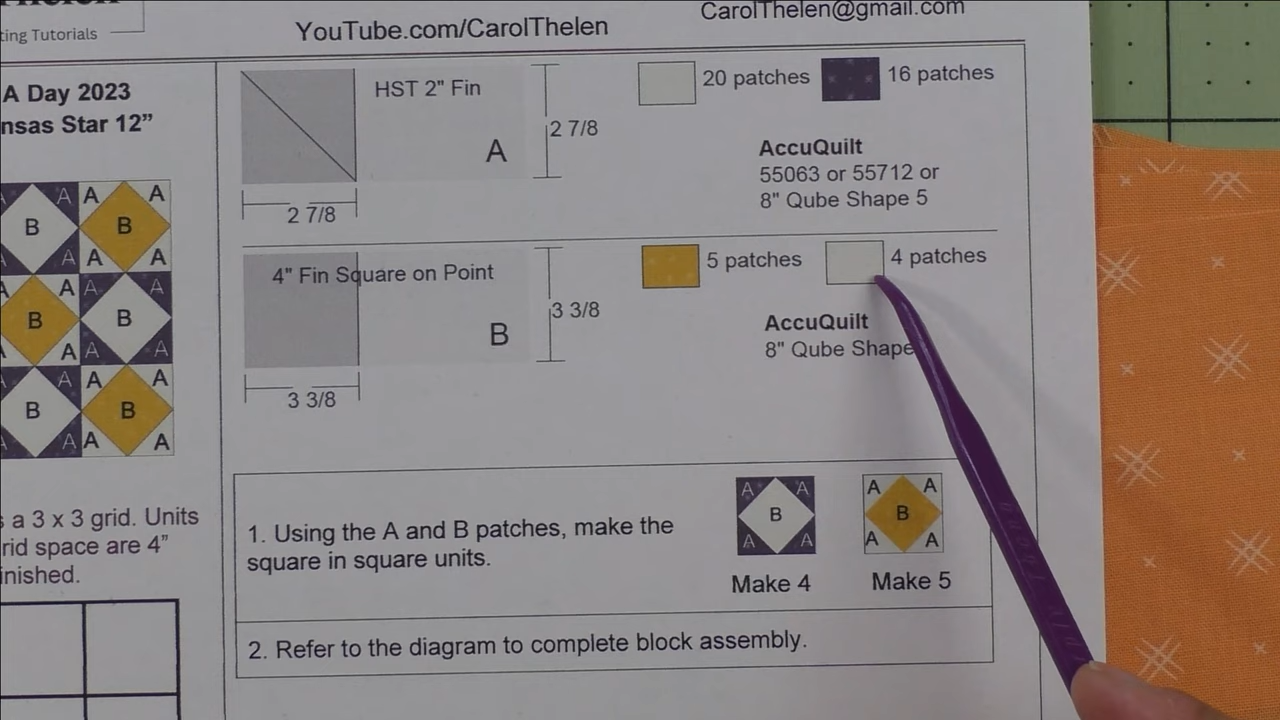 ting Tutorials
YouTube.com/CarolThelen
CarolThelen@gmail.com
A Day 2023
nsas Star 12”
A A A
B B
A A A
A A A
B B
A A A
A A A
B B
A A A
s a 3 x 3 grid. Units
rid space are 4”
inished.
HST 2" Fin
A
2 7/8
2 7/8
20 patches
16 patches
AccuQuilt
55063 or 55712 or
8" Qube Shape 5
4" Fin Square on Point
B
3 3/8
3 3/8
5 patches
4 patches
AccuQuilt
8" Qube Shape
1. Using the A and B patches, make the
square in square units.
A A A A
B B
A A A A
Make 4 Make 5
2. Refer to the diagram to complete block assembly.